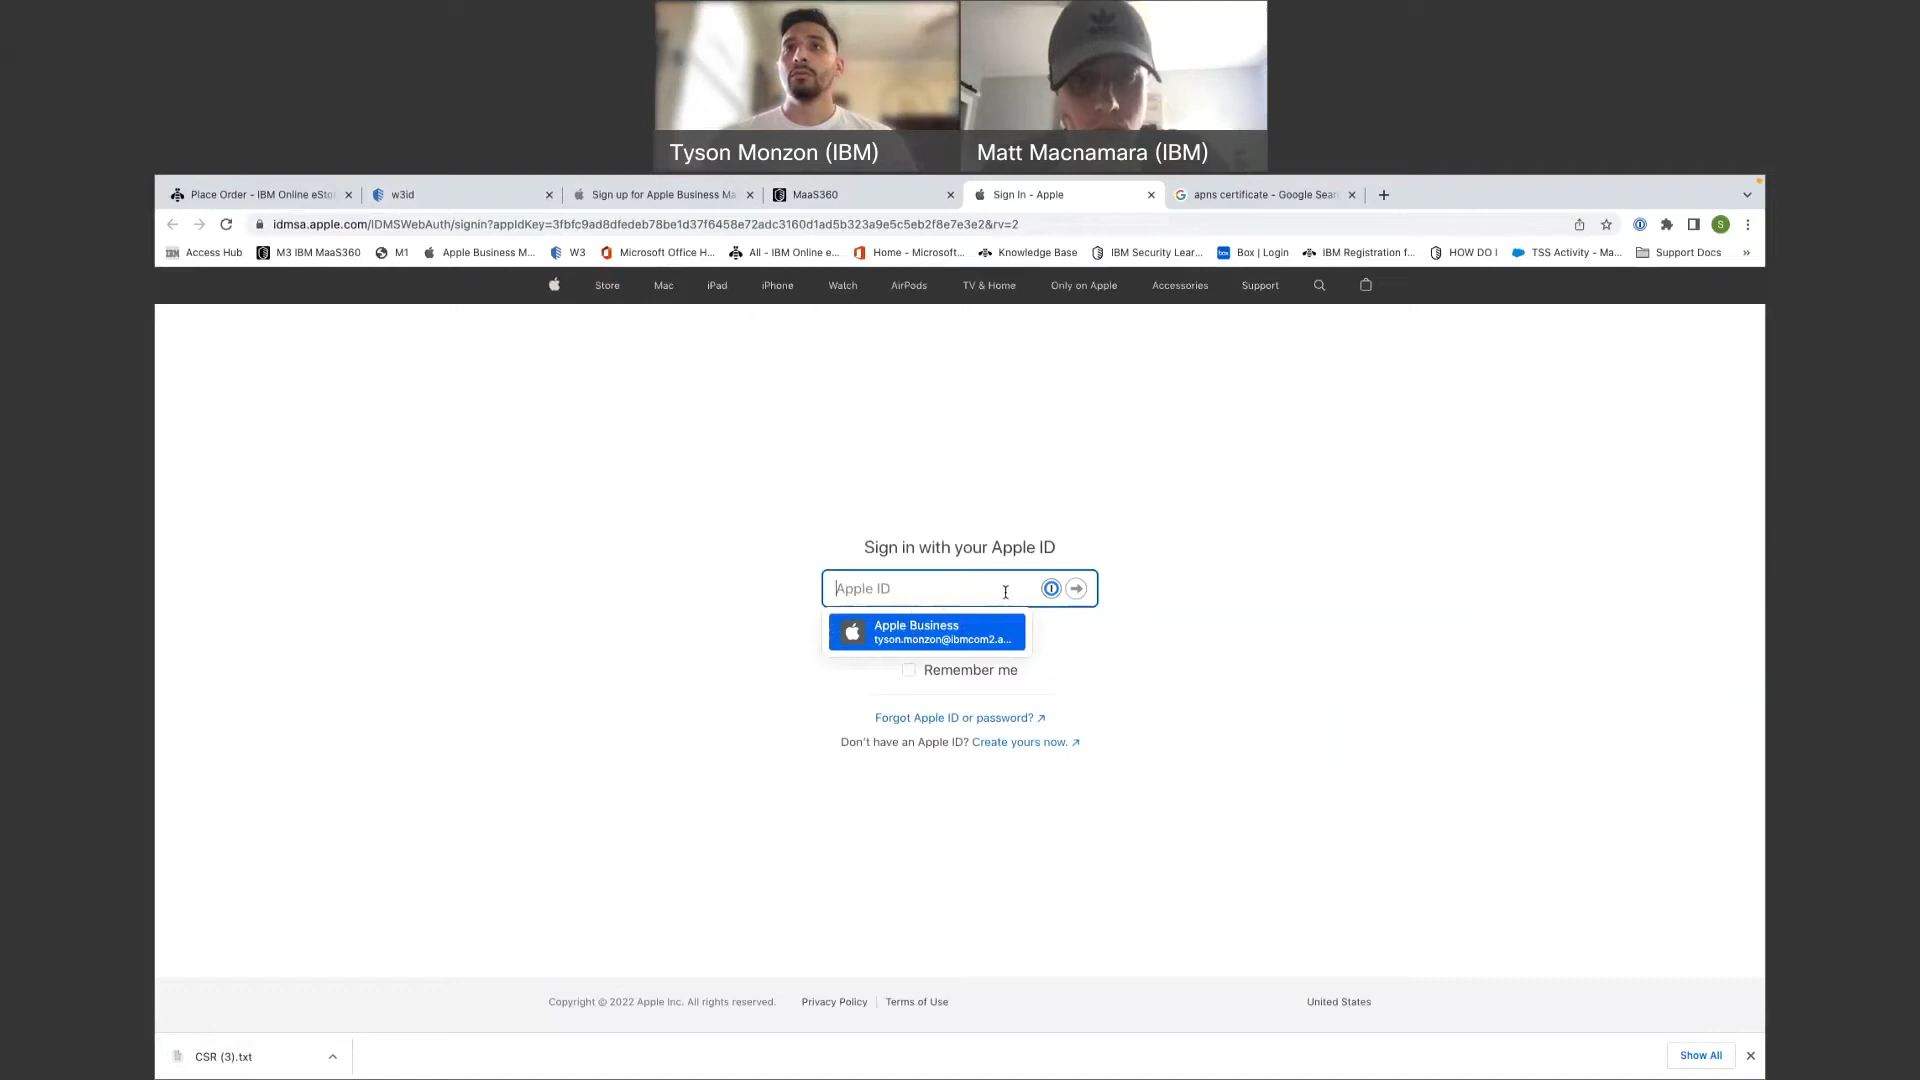 Tyson Monzon (IBM)
Matt Macnamara (IBM)
Place Order - IBM Online eSto
w3id
Sign up for Apple Business Ma
MaaS360
Sign In - Apple
apns certificate - Google Sear
idmsa.apple.com/IDMSWebAuth/signin?appIdKey=3fbfc9ad8dfedeb78be1d37f6458e72adc3160d1ad5b323a9e5c5eb2f8e7e3e2&rv=2
S
IBM Access Hub
M3 IBM MaaS360
M1
Apple Business M...
W3
Microsoft Office H...
All - IBM Online e...
Home - Microsoft...
Knowledge Base
IBM Security Lear...
box Box | Login
IBM Registration f...
HOW DO I
TSS Activity - Ma...
Support Docs
»
Store
Mac
iPad
iPhone
Watch
AirPods
TV & Home
Only on Apple
Accessories
Support
Sign in with your Apple ID
Apple ID
Apple Business
tyson.monzon@ibmcom2.a...
Remember me
Forgot Apple ID or password? ↗
Don't have an Apple ID? Create yours now. ↗
Copyright © 2022 Apple Inc. All rights reserved.
Privacy Policy | Terms of Use
United States
CSR (3).txt
Show All